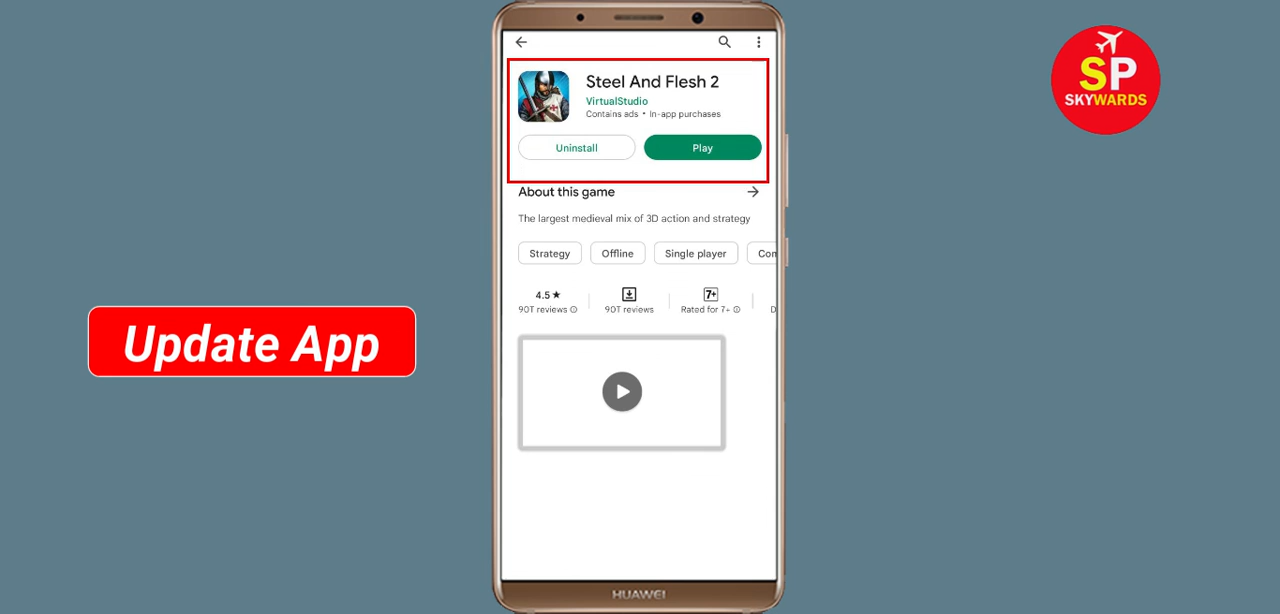 SP
SKYWARDS
Steel And Flesh 2
VirtualStudio
Contains ads • In-app purchases
Uninstall
Play
About this game
The largest medieval mix of 3D action and strategy
Strategy
Offline
Single player
Com
4.5 ★
90T reviews
90T reviews
7+
Rated for 7+
D
Update App
HUAWEI